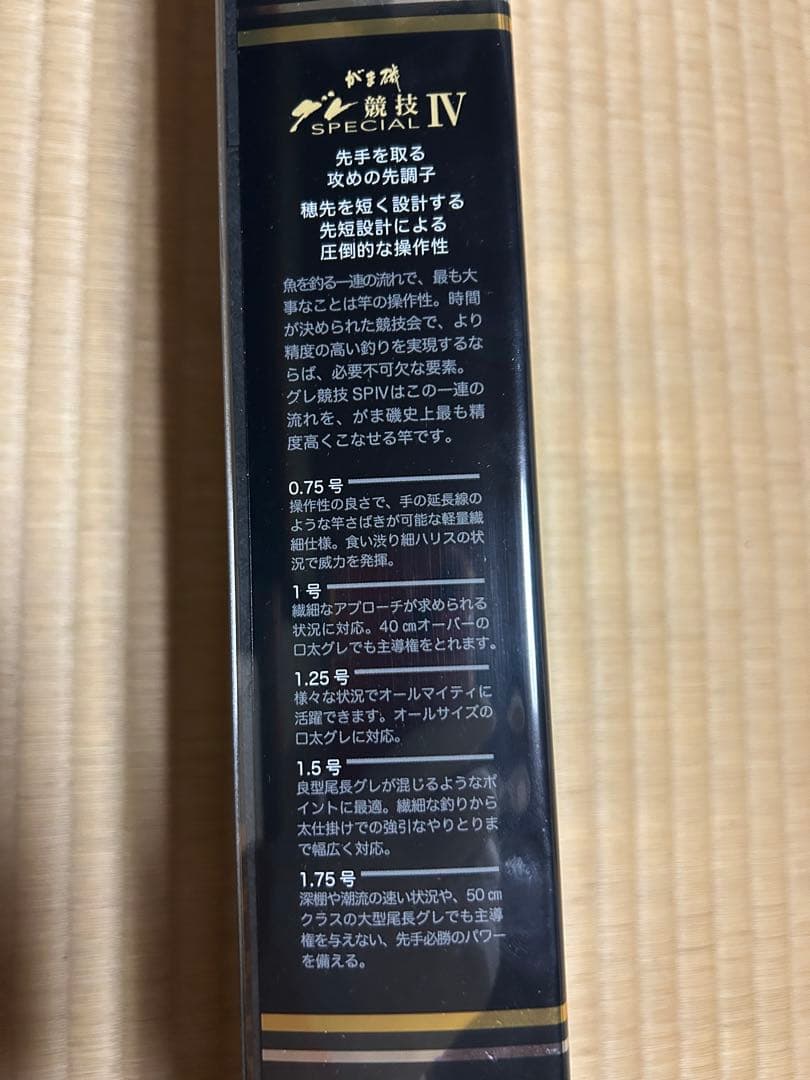 がま磯
グレ競技
SPECIAL IV
先手を取る
攻めの先調子
穂先を短く設計する
先短設計による
圧倒的な操作性
魚を釣る一連の流れで、最も大
事なことは竿の操作性。時間
が決められた競技会で、より
精度の高い釣りを実現するな
らば、必要不可欠な要素。
グレ競技 SPIVはこの一連の
流れを、がま磯史上最も精
度高くこなせる竿です。
0.75号
操作性の良さで、手の延長線の
ような竿さばきが可能な軽量繊
細仕様。食い渋り細ハリスの状
況で威力を発揮。
1号
繊細なアプローチが求められる
状況に対応。40㎝オーバーの
口太グレでも主導権をとれます。
1.25号
様々な状況でオールマイティに
活躍できます。オールサイズの
口太グレに対応。
1.5号
良型尾長グレが混じるようなポ
イントに最適。繊細な釣りから
太仕掛けでの強引なやりとりま
で幅広く対応。
1.75号
深棚や潮流の速い状況や、50㎝
クラスの大型尾長グレでも主導
権を与えない、先手必勝のパワー
を備える。